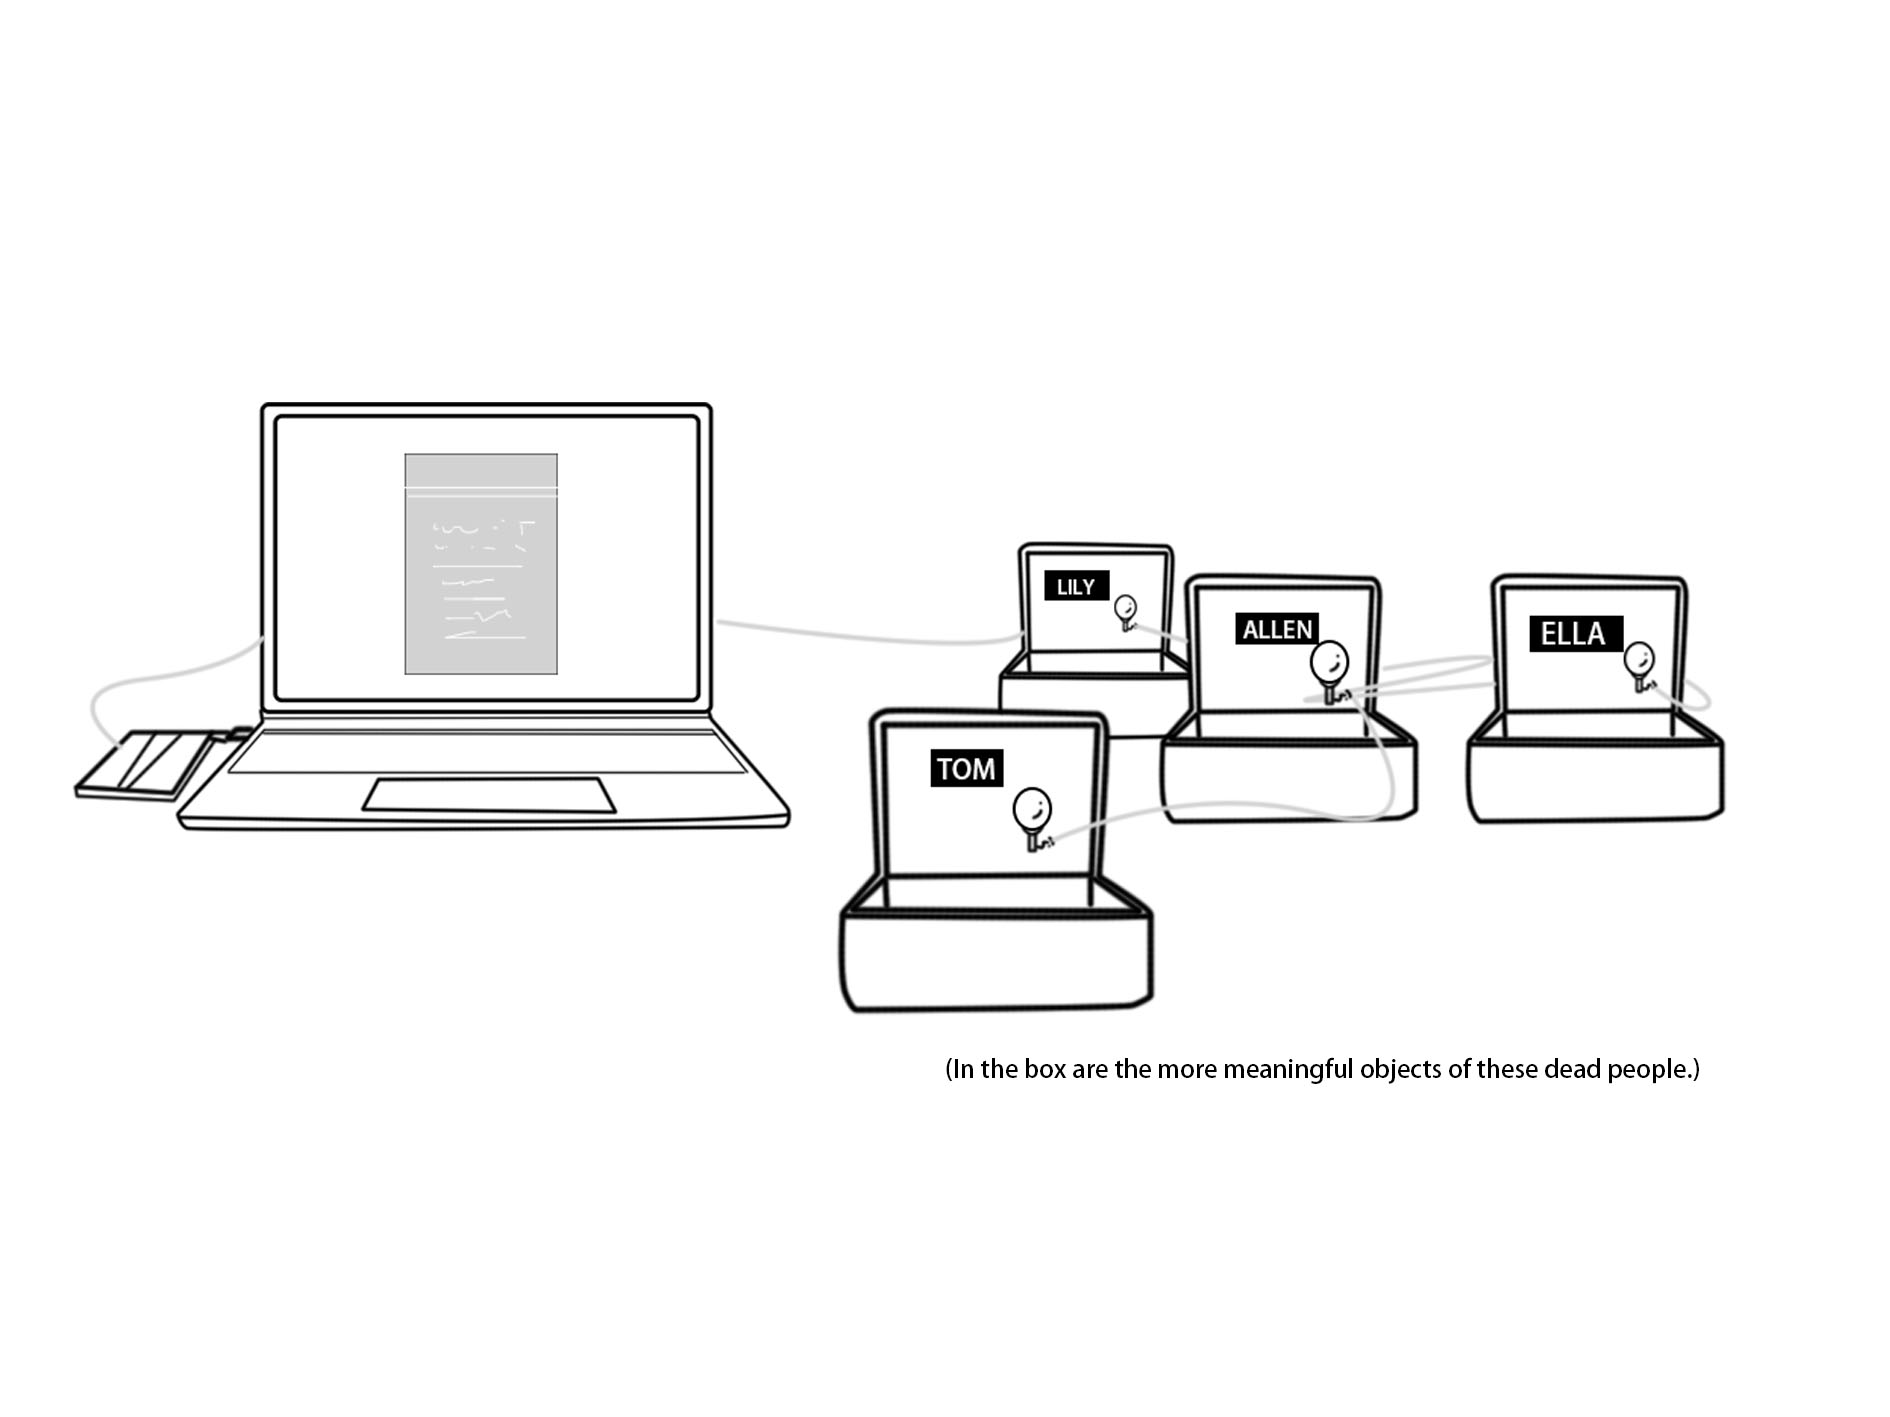 LILY
ALLEN
ELLA
TOM
(In the box are the more meaningful objects of these dead people.)